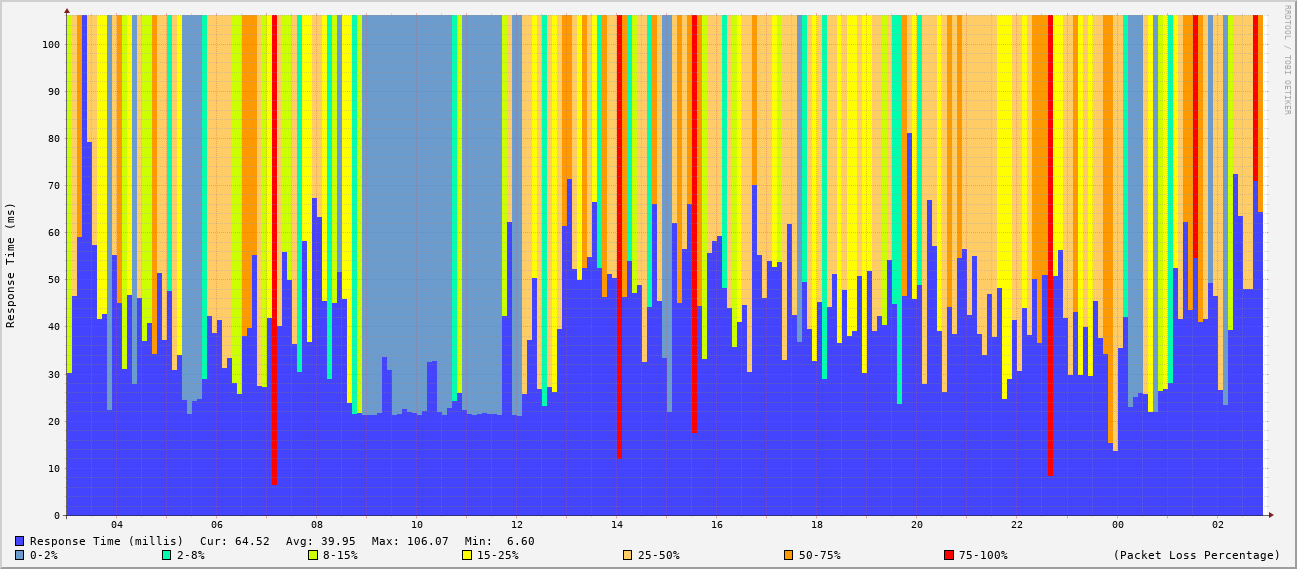 RRDTOOL / TOBI OETIKER
Response Time (ms)
100
90
80
70
60
50
40
30
20
10
0
04 06 08 10 12 14 16 18 20 22 00 02
Response Time (millis) Cur: 64.52 Avg: 39.95 Max: 106.07 Min: 6.60
0-2% 2-8% 8-15% 15-25% 25-50% 50-75% 75-100% (Packet Loss Percentage)